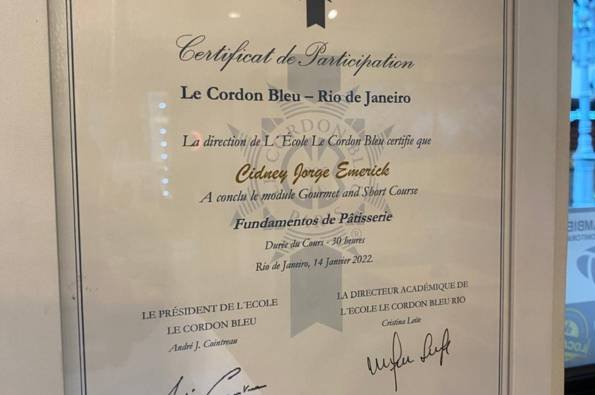 Certificat de Participation
Le Cordon Bleu – Rio de Janeiro
La direction de L´École Le Cordon Bleu certifie que
Cidney Jorge Emerick
A conclu le module Gourmet and Short Course
Fundamentos de Pâtisserie
Durée du Cours - 30 heures
Rio de Janeiro, 14 Janvier 2022.
LE PRÉSIDENT DE L'ECOLE
LE CORDON BLEU
André J. Cointreau
LA DIRECTEUR ACADÉMIQUE DE
L'ECOLE LE CORDON BLEU RIO
Cristina Leite